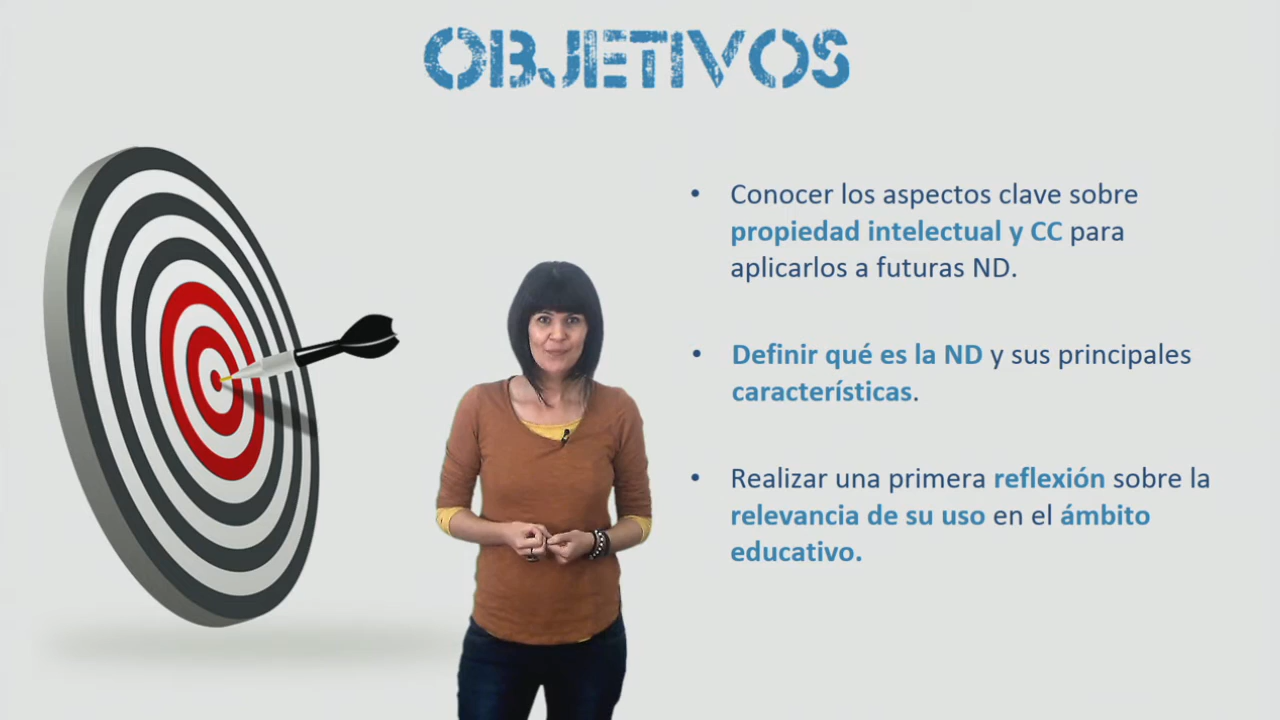 OBJETIVOS
• Conocer los aspectos clave sobre
propiedad intelectual y CC para
aplicarlos a futuras ND.
• Definir qué es la ND y sus principales
características.
• Realizar una primera reflexión sobre la
relevancia de su uso en el ámbito
educativo.